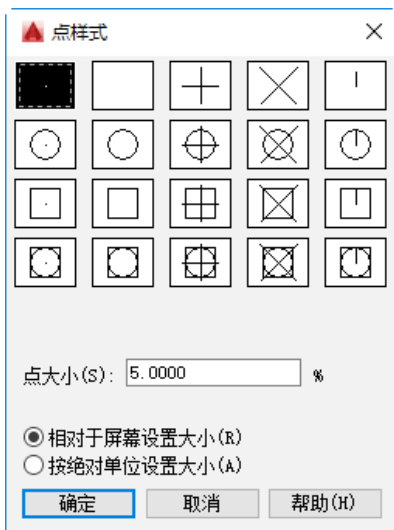 点样式
点大小(S): 5.0000 %
相对于屏幕设置大小(R)
按绝对单位设置大小(A)
确定 取消 帮助(H)